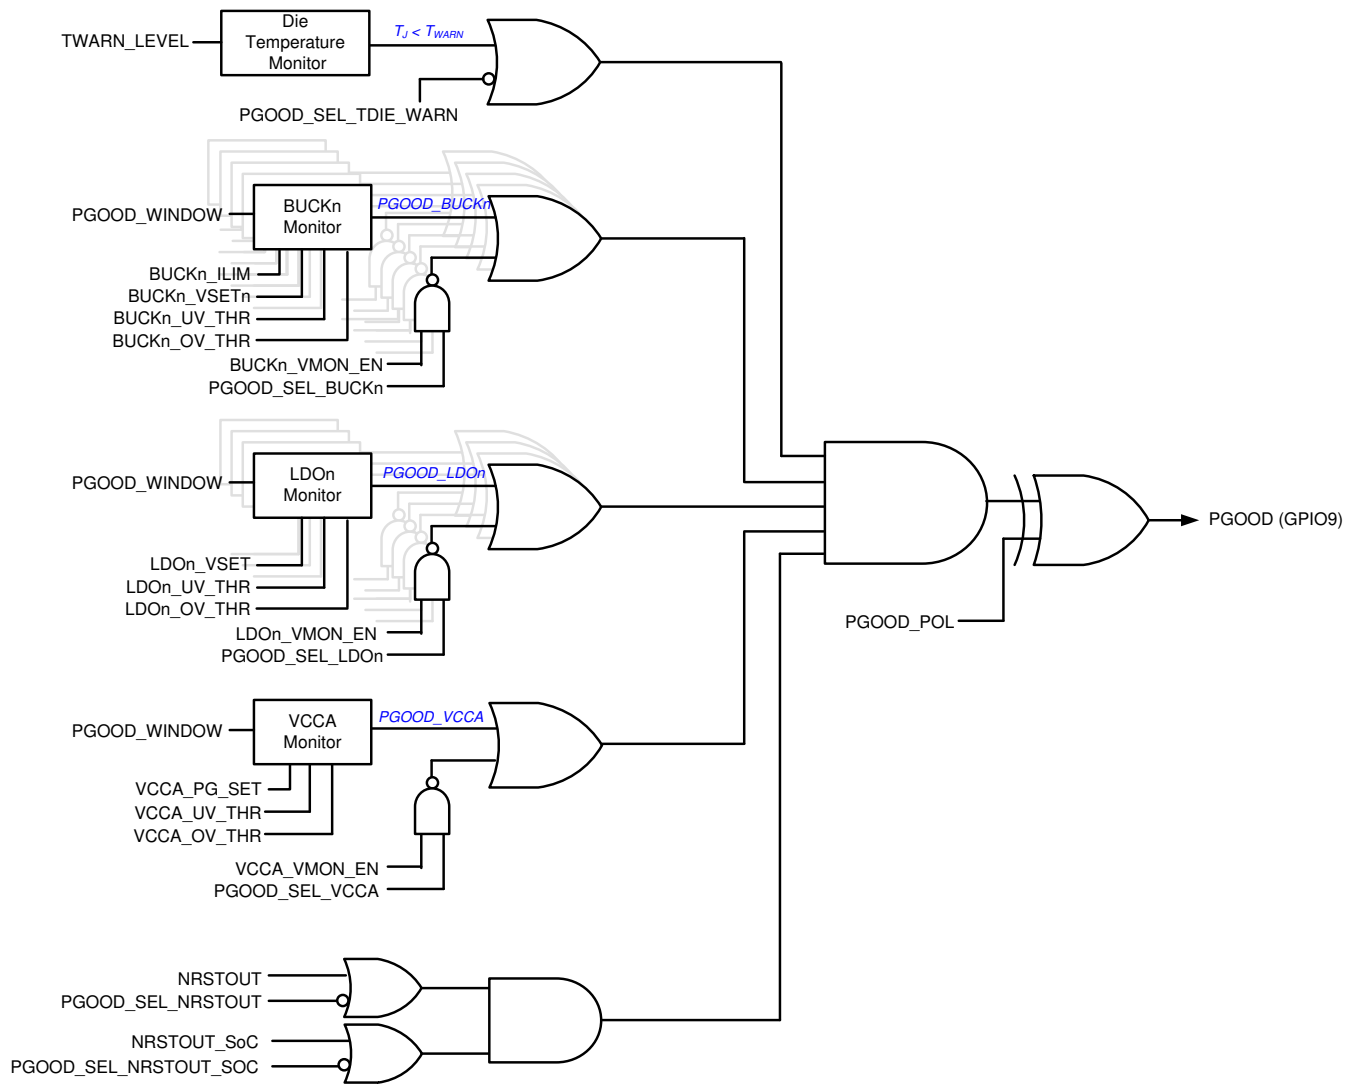 TWARN_LEVEL
Die
Temperature
Monitor
TJ < TWARN
PGOOD_SEL_TDIE_WARN
PGOOD_WINDOW
BUCKn
Monitor
PGOOD_BUCKn
BUCKn_ILIM
BUCKn_VSETn
BUCKn_UV_THR
BUCKn_OV_THR
BUCKn_VMON_EN
PGOOD_SEL_BUCKn
PGOOD_WINDOW
LDOn
Monitor
PGOOD_LDOn
LDOn_VSET
LDOn_UV_THR
LDOn_OV_THR
LDOn_VMON_EN
PGOOD_SEL_LDOn
PGOOD (GPIO9)
PGOOD_POL
PGOOD_WINDOW
VCCA
Monitor
PGOOD_VCCA
VCCA_PG_SET
VCCA_UV_THR
VCCA_OV_THR
VCCA_VMON_EN
PGOOD_SEL_VCCA
NRSTOUT
PGOOD_SEL_NRSTOUT
NRSTOUT_SoC
PGOOD_SEL_NRSTOUT_SOC